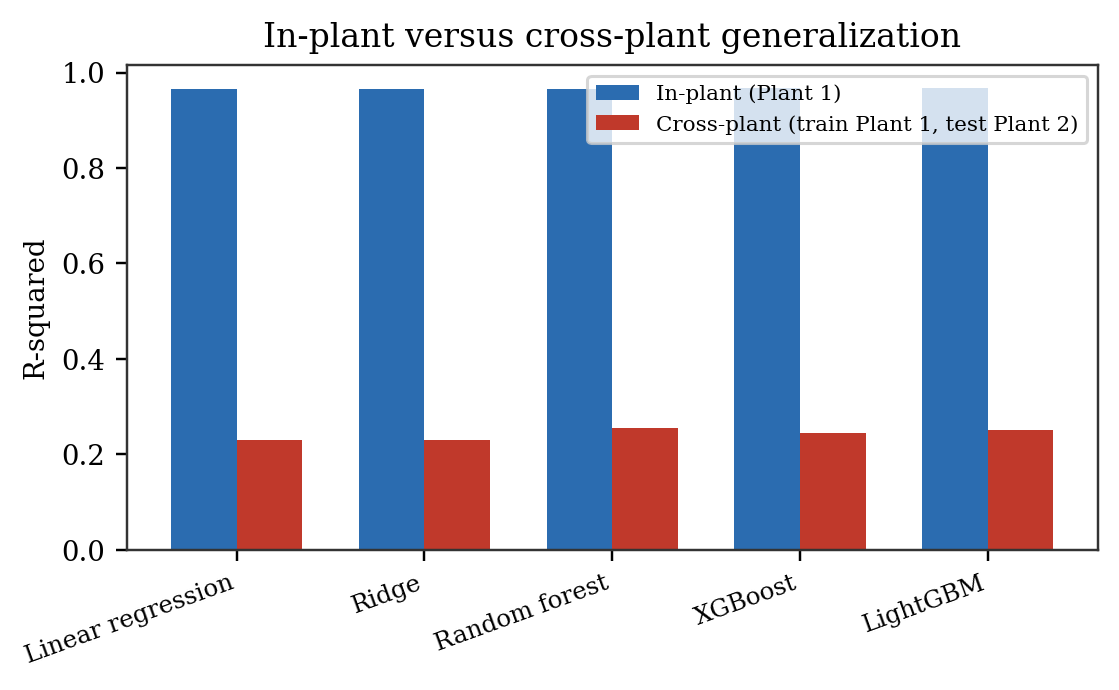 In-plant versus cross-plant generalization
In-plant (Plant 1)
Cross-plant (train Plant 1, test Plant 2)
R-squared
1.0
0.8
0.6
0.4
0.2
0.0
Linear regression
Ridge
Random forest
XGBoost
LightGBM